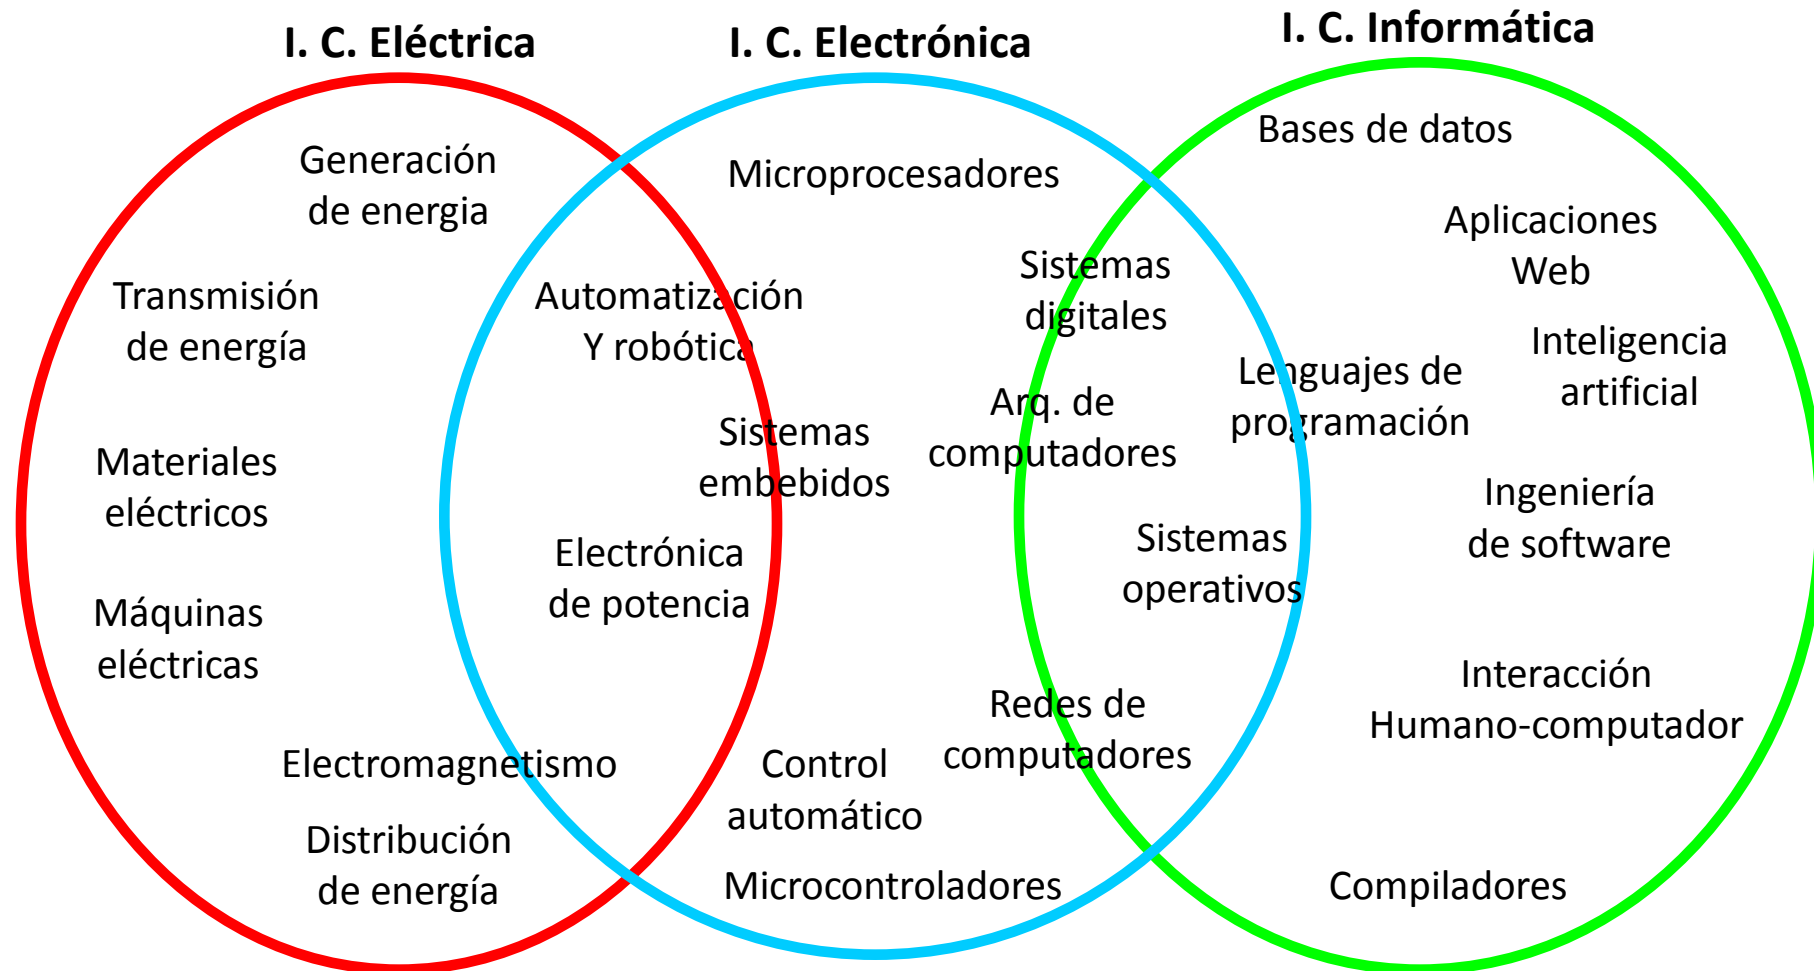 I. C. Eléctrica
I. C. Electrónica
I. C. Informática
Generación
de energia
Transmisión
de energía
Materiales
eléctricos
Máquinas
eléctricas
Electromagnetismo
Distribución
de energía
Automatización
Y robótica
Sistemas
embebidos
Electrónica
de potencia
Microprocesadores
Control
automático
Microcontroladores
Sistemas
digitales
Arq. de
computadores
Redes de
computadores
Sistemas
operativos
Lenguajes de
programación
Bases de datos
Aplicaciones
Web
Inteligencia
artificial
Ingeniería
de software
Interacción
Humano-computador
Compiladores